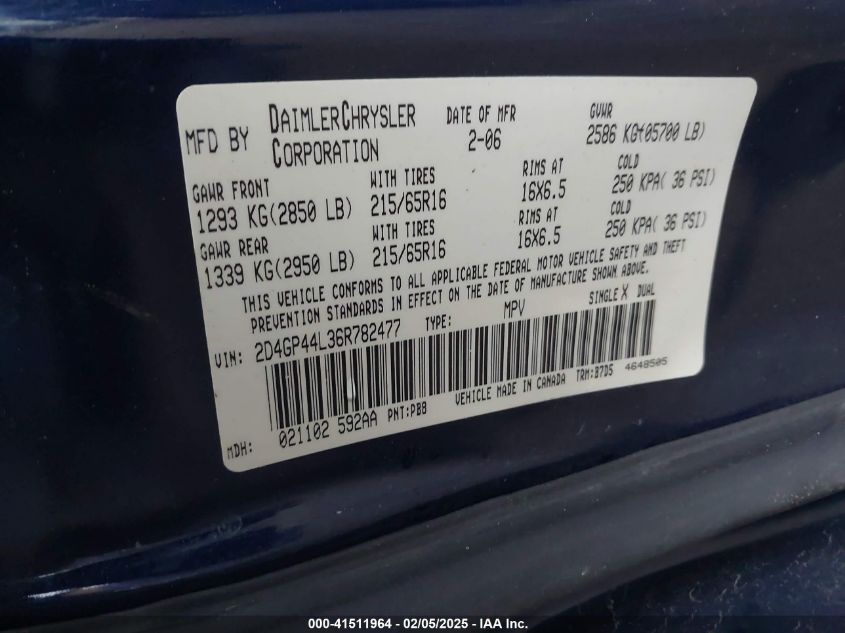 MFD BY DAIMLERCHRYSLER CORPORATION DATE OF MFR 2-06 GVWR 2586 KG(05700 LB)
GAWR FRONT WITH TIRES RIMS AT COLD
1293 KG(2850 LB) 215/65R16 16X6.5 250 KPA( 36 PSI)
GAWR REAR WITH TIRES RIMS AT COLD
1339 KG(2950 LB) 215/65R16 16X6.5 250 KPA( 36 PSI)
THIS VEHICLE CONFORMS TO ALL APPLICABLE FEDERAL MOTOR VEHICLE SAFETY AND THEFT
PREVENTION STANDARDS IN EFFECT ON THE DATE OF MANUFACTURE SHOWN ABOVE.
VIN: 2D4GP44L36R782477 TYPE: MPV SINGLE X DUAL
MDH: 021102 592AA PNT:PBB VEHICLE MADE IN CANADA TRM:B7D5 4648505
000-41511964 - 02/05/2025 - IAA Inc.